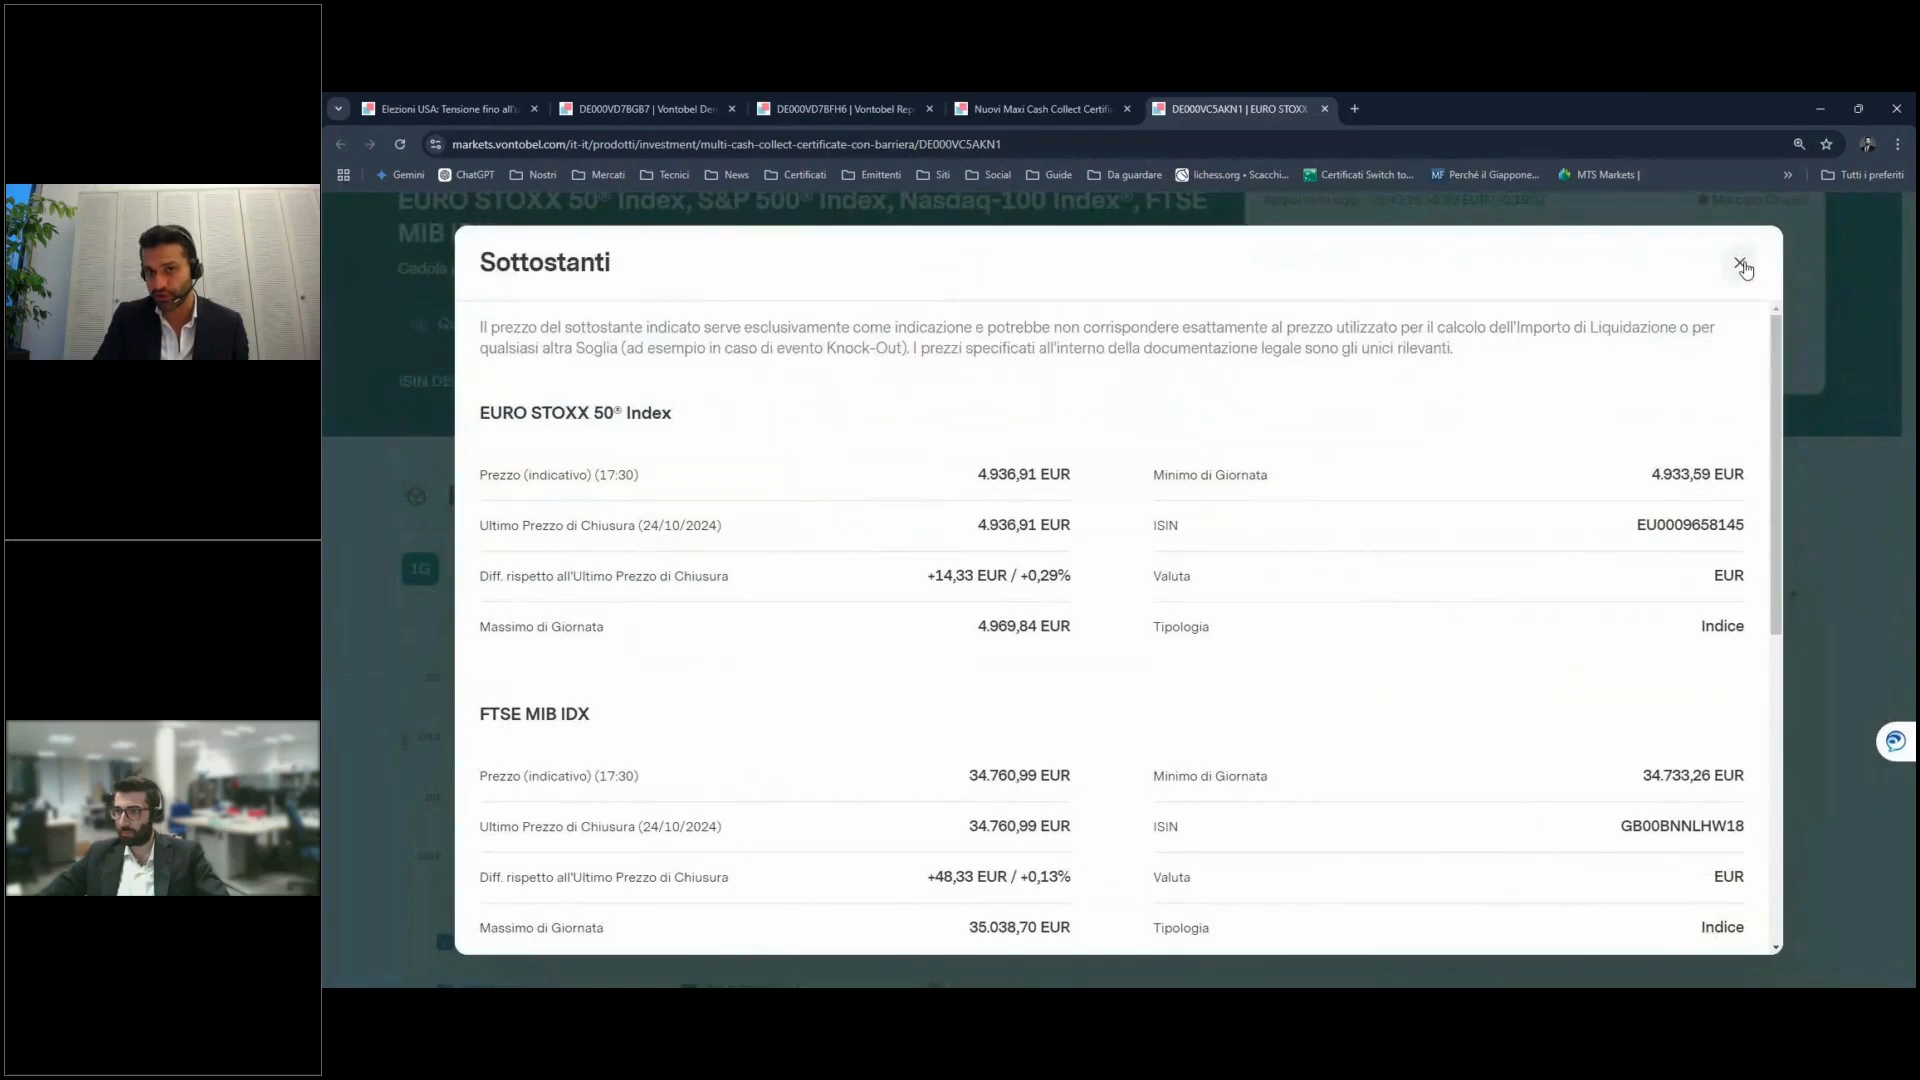 Elezioni USA: Tensione fino all'u
DE000VD7BGB7 | Vontobel De
DE000VD7BFH6 | Vontobel Rep
Nuovi Maxi Cash Collect Certifi
DE000VC5AKN1 | EURO STOXX
markets.vontobel.com/it-it/prodotti/investment/multi-cash-collect-certificate-con-barriera/DE000VC5AKN1
Gemini
ChatGPT
Nostri
Mercati
Tecnici
News
Certificati
Emittenti
Siti
Social
Guide
Da guardare
lichess.org • Scacchi...
Certificati Switch to...
Perché il Giappone...
MTS Markets |
Tutti i preferiti
EURO STOXX 50® Index, S&P 500® Index, Nasdaq-100 Index®, FTSE
MIB
Cedola
ISIN DE
1G
Sottostanti
Il prezzo del sottostante indicato serve esclusivamente come indicazione e potrebbe non corrispondere esattamente al prezzo utilizzato per il calcolo dell'Importo di Liquidazione o per
qualsiasi altra Soglia (ad esempio in caso di evento Knock-Out). I prezzi specificati all'interno della documentazione legale sono gli unici rilevanti.
EURO STOXX 50® Index
Prezzo (indicativo) (17:30) 4.936,91 EUR Minimo di Giornata 4.933,59 EUR
Ultimo Prezzo di Chiusura (24/10/2024) 4.936,91 EUR ISIN EU0009658145
Diff. rispetto all'Ultimo Prezzo di Chiusura +14,33 EUR / +0,29% Valuta EUR
Massimo di Giornata 4.969,84 EUR Tipologia Indice
FTSE MIB IDX
Prezzo (indicativo) (17:30) 34.760,99 EUR Minimo di Giornata 34.733,26 EUR
Ultimo Prezzo di Chiusura (24/10/2024) 34.760,99 EUR ISIN GB00BNNLHW18
Diff. rispetto all'Ultimo Prezzo di Chiusura +48,33 EUR / +0,13% Valuta EUR
Massimo di Giornata 35.038,70 EUR Tipologia Indice